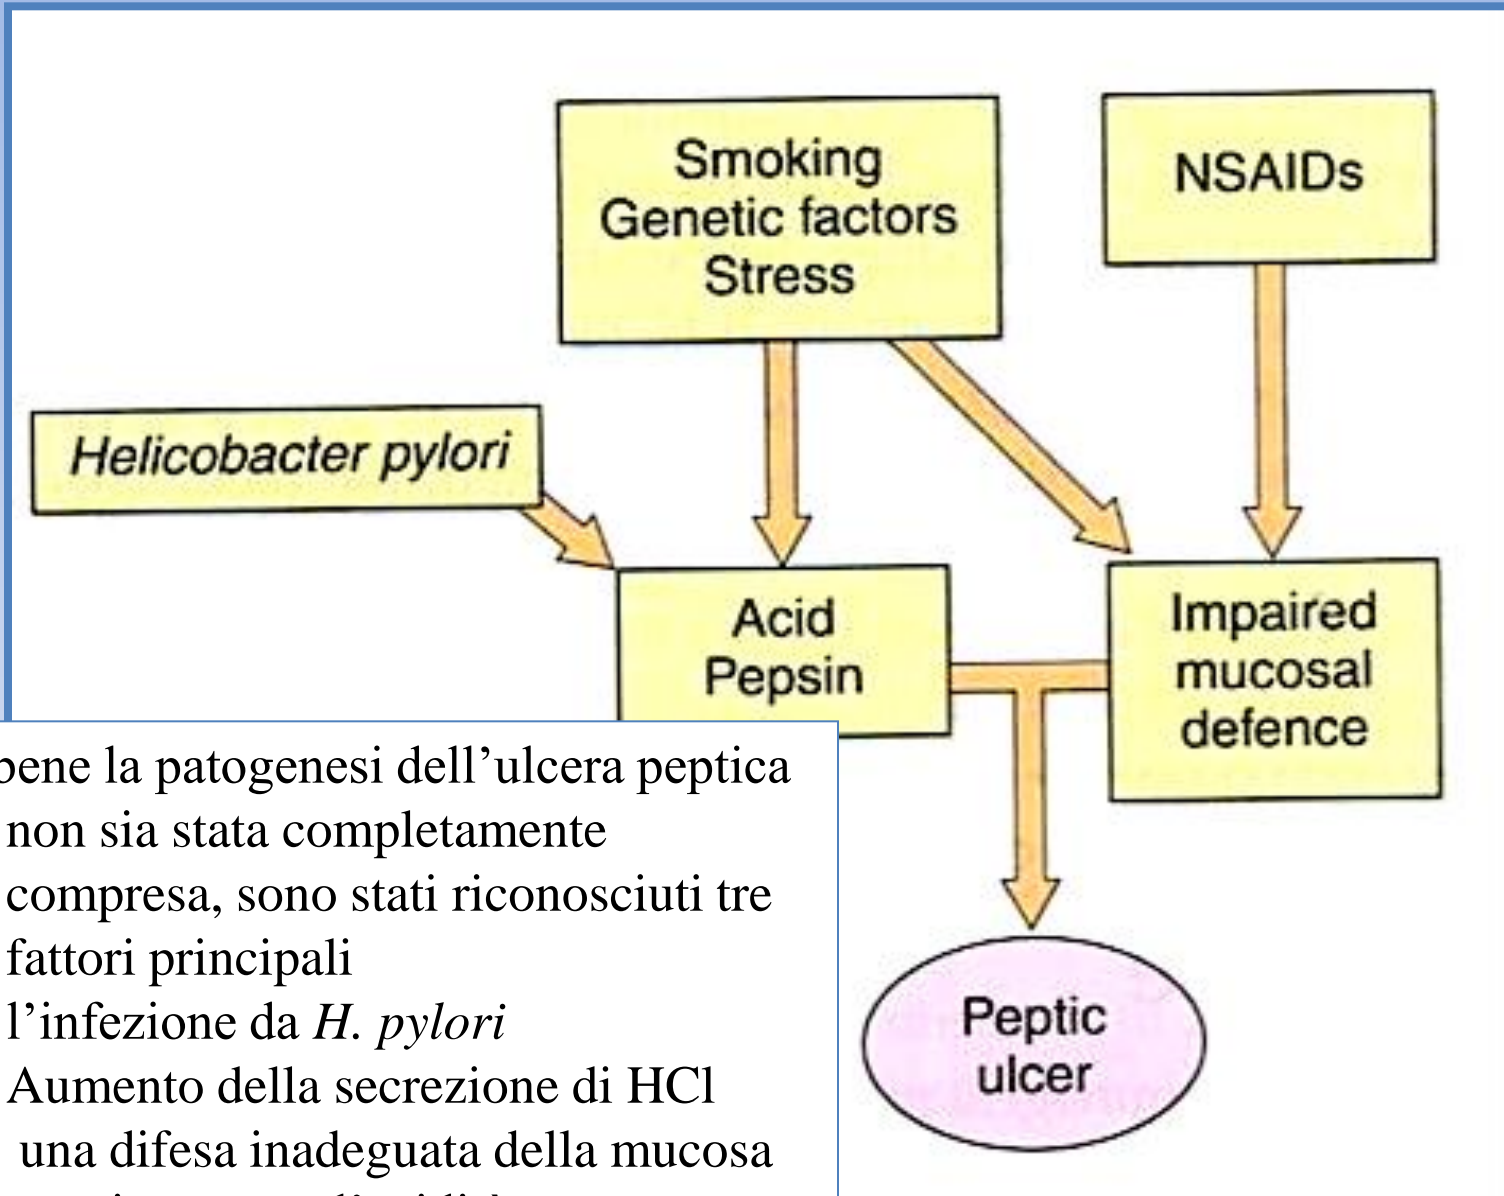 Smoking
Genetic factors
Stress
NSAIDs
Helicobacter pylori
Acid
Pepsin
Impaired
mucosal
defence
la patogenesi dell’ulcera peptica
non sia stata completamente
compresa, sono stati riconosciuti tre
fattori principali
l’infezione da H. pylori
Aumento della secrezione di HCl
una difesa inadeguata della mucosa
Peptic
ulcer